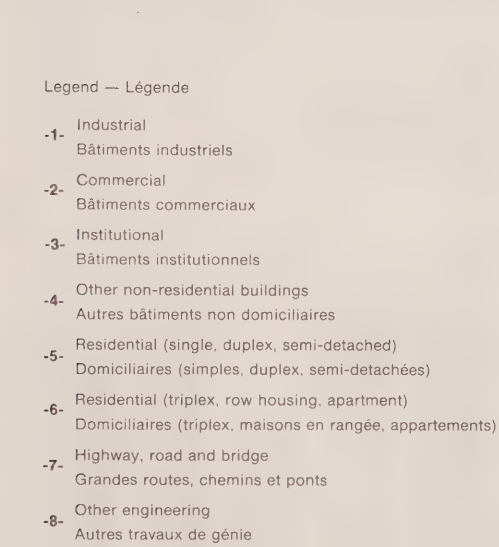 Legend — Légende
-1- Industrial
Bâtiments industriels
-2- Commercial
Bâtiments commerciaux
-3- Institutional
Bâtiments institutionnels
-4- Other non-residential buildings
Autres bâtiments non domiciliaires
-5- Residential (single, duplex, semi-detached)
Domiciliaires (simples, duplex, semi-detachées)
-6- Residential (triplex, row housing, apartment)
Domiciliaires (triplex, maisons en rangée, appartements)
-7- Highway, road and bridge
Grandes routes, chemins et ponts
-8- Other engineering
Autres travaux de génie